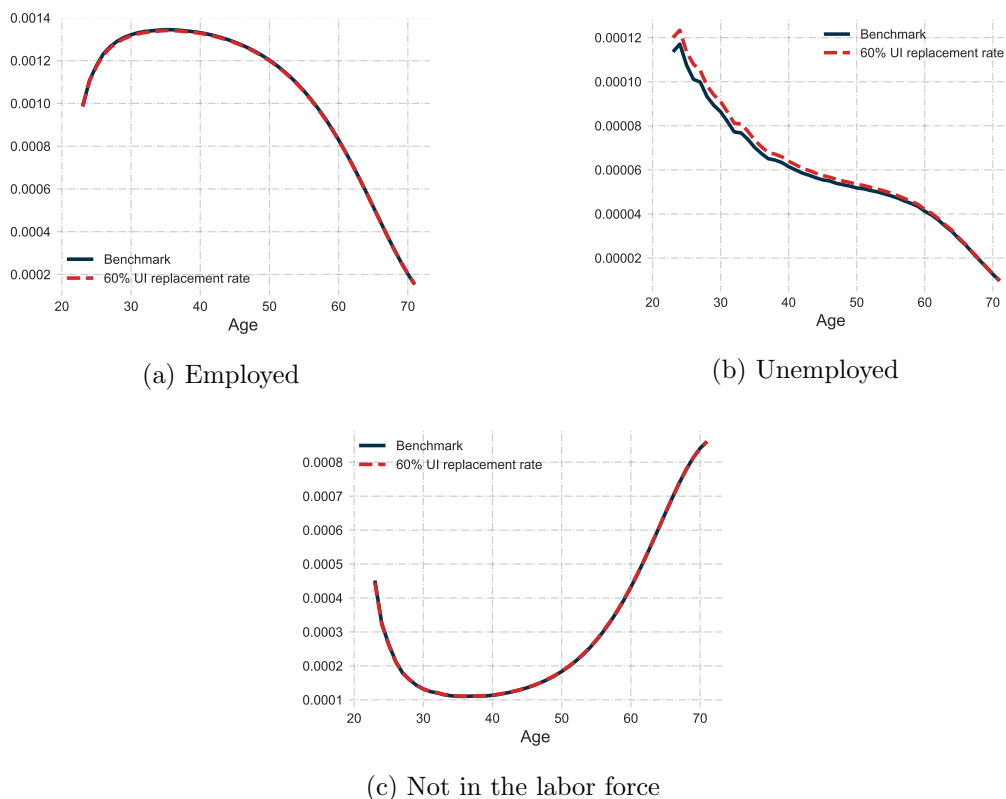 0.0014
0.0012
0.0010
0.0008
0.0006
0.0004
0.0002
Benchmark
60% UI replacement rate
20 30 40 50 60 70
Age
(a) Employed
0.00012
0.00010
0.00008
0.00006
0.00004
0.00002
Benchmark
60% UI replacement rate
20 30 40 50 60 70
Age
(b) Unemployed
0.0008
0.0007
0.0006
0.0005
0.0004
0.0003
0.0002
0.0001
Benchmark
60% UI replacement rate
20 30 40 50 60 70
Age
(c) Not in the labor force